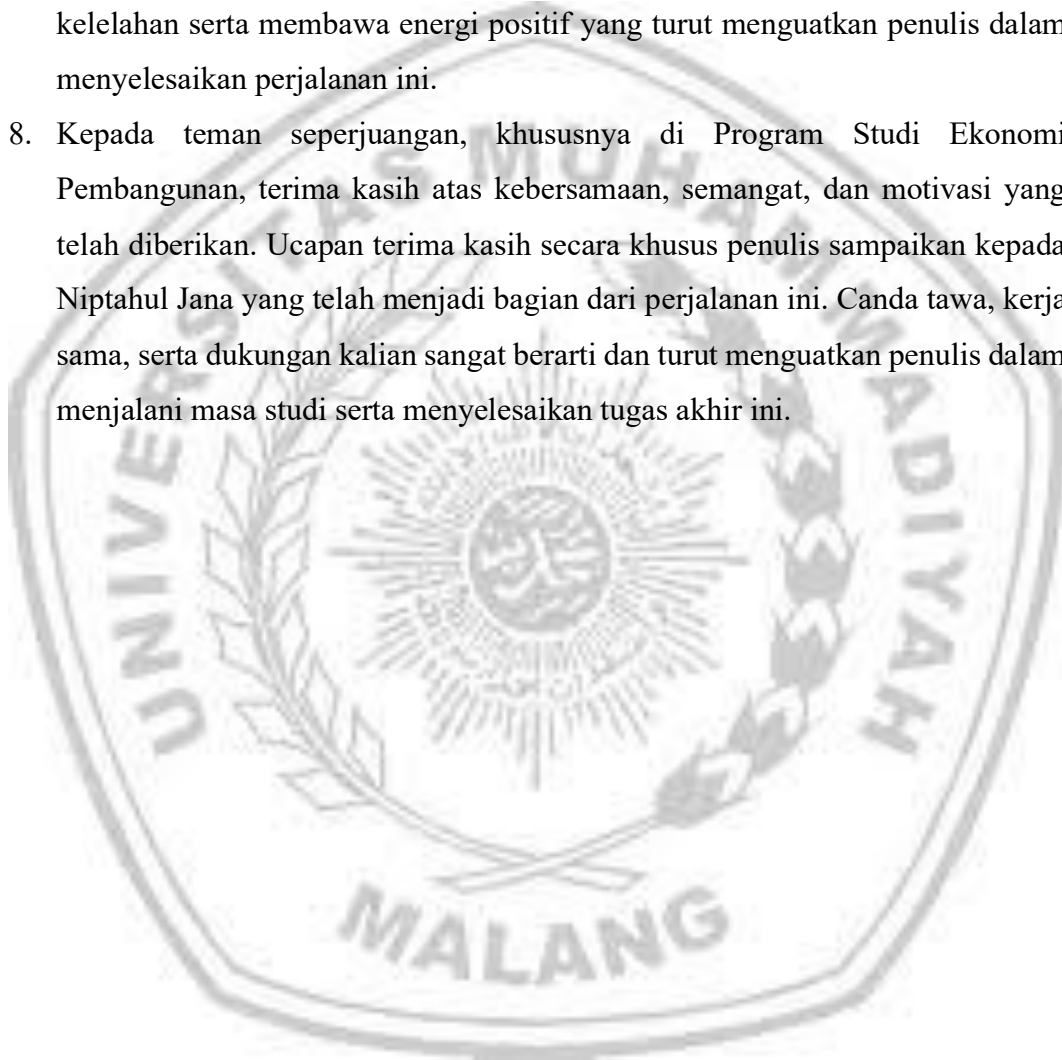 kelelahan serta membawa energi positif yang turut menguatkan penulis dalam
menyelesaikan perjalanan ini.
8. Kepada teman seperjuangan, khususnya di Program Studi Ekonomi
Pembangunan, terima kasih atas kebersamaan, semangat, dan motivasi yang
telah diberikan. Ucapan terima kasih secara khusus penulis sampaikan kepada
Niptahul Jana yang telah menjadi bagian dari perjalanan ini. Canda tawa, kerja
sama, serta dukungan kalian sangat berarti dan turut menguatkan penulis dalam
menjalani masa studi serta menyelesaikan tugas akhir ini.
UNIVERSITAS MUHAMMADIYAH
MALANG